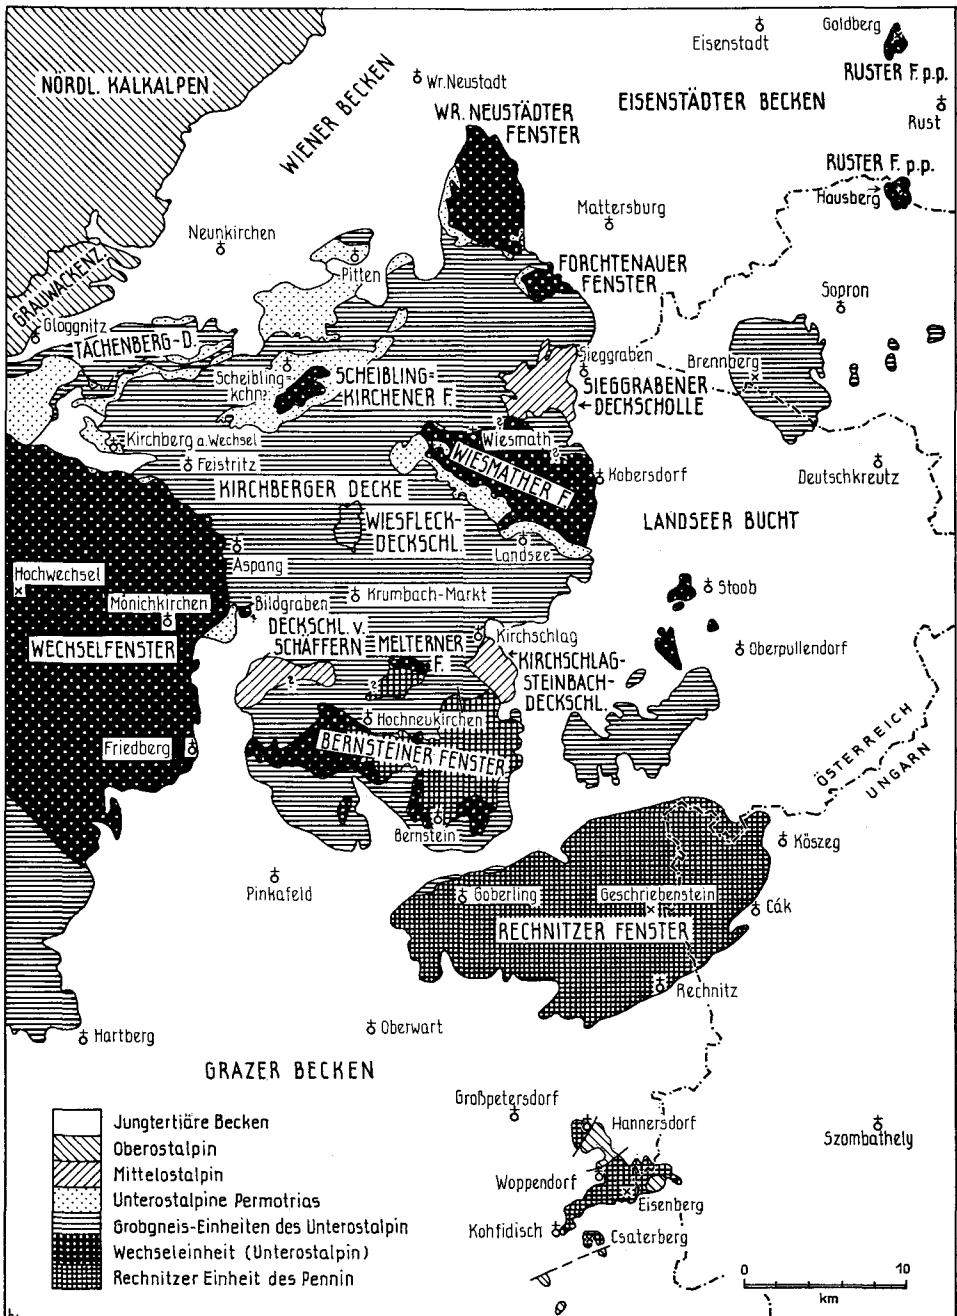 Goldberg
Eisenstadt
NÖRDL. KALKALPEN
Wr. Neustadt
RUSTER F. p.p.
WIENER BECKEN
EISENSTÄDTER BECKEN
WR. NEUSTÄDTER
FENSTER
Rust
RUSTER F. p.p.
Hausberg
Mattersburg
Neunkirchen
GRAUWACKENZ.
Pitten
FORCHTENAUER
FENSTER
Sopron
Gloggnitz
TACHENBERG-D.
Sieggraben
Brennberg
Scheibling=
kchn.
SCHEIBLING=
KIRCHENER F.
SIEGGRABENER
DECKSCHOLLE
?
Kirchberg a. Wechsel
Wiesmath
?
Feistritz
WIESMATHER F.
Kobersdorf
Deutschkreutz
KIRCHBERGER DECKE
WIESFLECK-
DECKSCHL.
LANDSEER BUCHT
Landsee
Aspang
Hochwechsel
Krumbach-Markt
Stoob
Mönichkirchen
Bildgraben
DECKSCHL. V.
SCHÄFFERN
WECHSELFENSTER
MELTERNER
F.
Kirchschlag
KIRCHSCHLAG-
STEINBACH-
DECKSCHL.
Oberpullendorf
?
?
Hochneukirchen
ÖSTERREICH
UNGARN
Friedberg
BERNSTEINER FENSTER
Bernstein
Köszeg
Pinkafeld
Goberling
Geschriebenstein
Cák
RECHNITZER FENSTER
Rechnitz
Hartberg
Oberwart
GRAZER BECKEN
Großpetersdorf
Hannersdorf
Szombathely
Woppendorf
Eisenberg
Kohfidisch
Csaterberg
Jungtertiäre Becken
Oberostalpin
Mittelostalpin
Unterostalpine Permotrias
Grobgneis-Einheiten des Unterostalpin
Wechseleinheit (Unterostalpin)
Rechnitzer Einheit des Pennin
0 10
km